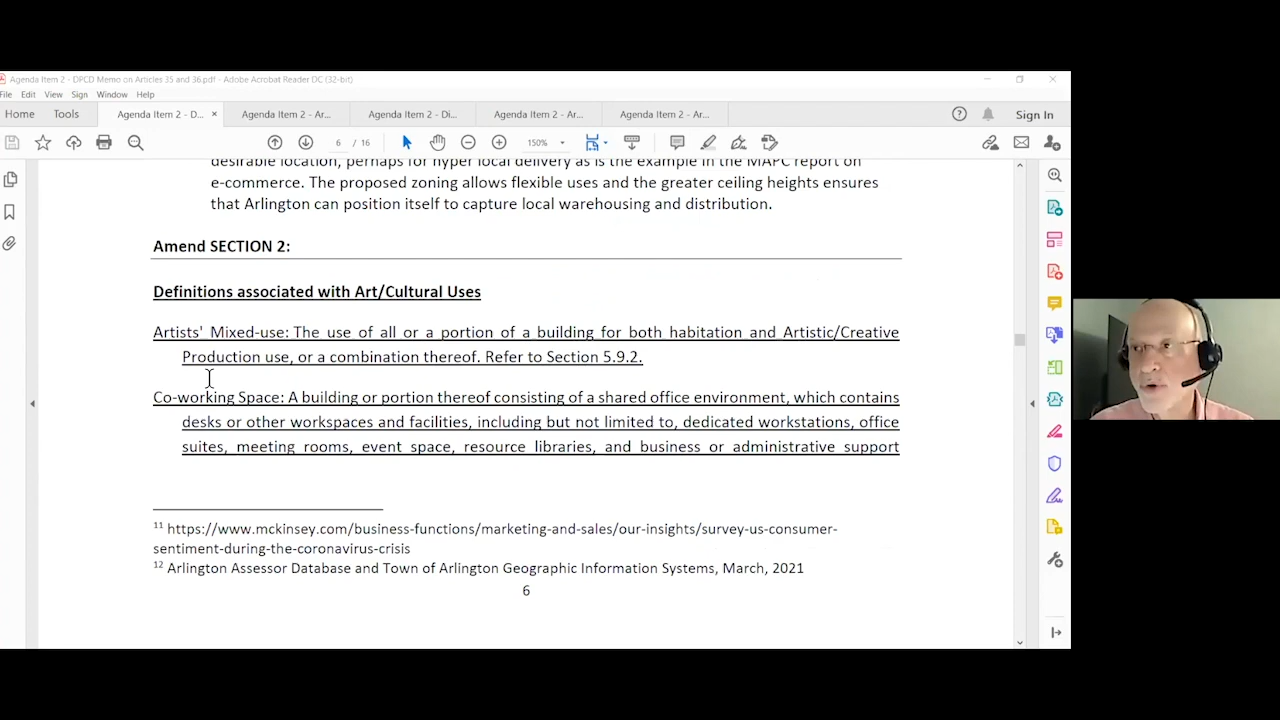 Agenda Item 2 - DPCD Memo on Articles 35 and 36.pdf - Adobe Acrobat Reader DC (32-bit)
File Edit View Sign Window Help
Home Tools Agenda Item 2 - D... × Agenda Item 2 - Ar... Agenda Item 2 - Di... Agenda Item 2 - Ar... Agenda Item 2 - Ar... Sign In
6 / 16 150%
desirable location, perhaps for hyper local delivery as is the example in the MAPC report on
e-commerce. The proposed zoning allows flexible uses and the greater ceiling heights ensures
that Arlington can position itself to capture local warehousing and distribution.
Amend SECTION 2:
Definitions associated with Art/Cultural Uses
Artists' Mixed-use: The use of all or a portion of a building for both habitation and Artistic/Creative
Production use, or a combination thereof. Refer to Section 5.9.2.
Co-working Space: A building or portion thereof consisting of a shared office environment, which contains
desks or other workspaces and facilities, including but not limited to, dedicated workstations, office
suites, meeting rooms, event space, resource libraries, and business or administrative support
11 https://www.mckinsey.com/business-functions/marketing-and-sales/our-insights/survey-us-consumer-
sentiment-during-the-coronavirus-crisis
12 Arlington Assessor Database and Town of Arlington Geographic Information Systems, March, 2021
6